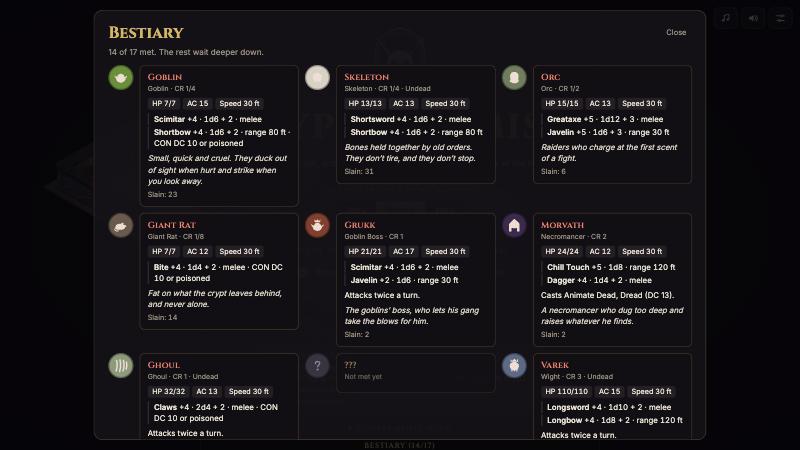 BESTIARY
Close
14 of 17 met. The rest wait deeper down.
GOBLIN
Goblin · CR 1/4
HP 7/7 AC 15 Speed 30 ft
Scimitar +4 · 1d6 + 2 · melee
Shortbow +4 · 1d6 + 2 · range 80 ft ·
CON DC 10 or poisoned
Small, quick and cruel. They duck out
of sight when hurt and strike when
you look away.
Slain: 23
SKELETON
Skeleton · CR 1/4 · Undead
HP 13/13 AC 13 Speed 30 ft
Shortsword +4 · 1d6 + 2 · melee
Shortbow +4 · 1d6 + 2 · range 80 ft
Bones held together by old orders.
They don't tire, and they don't stop.
Slain: 31
ORC
Orc · CR 1/2
HP 15/15 AC 13 Speed 30 ft
Greataxe +5 · 1d12 + 3 · melee
Javelin +5 · 1d6 + 3 · range 30 ft
Raiders who charge at the first scent
of a fight.
Slain: 6
GIANT RAT
Giant Rat · CR 1/8
HP 7/7 AC 12 Speed 30 ft
Bite +4 · 1d4 + 2 · melee · CON DC
10 or poisoned
Fat on what the crypt leaves behind,
and never alone.
Slain: 14
GRUKK
Goblin Boss · CR 1
HP 21/21 AC 17 Speed 30 ft
Scimitar +4 · 1d6 + 2 · melee
Javelin +2 · 1d6 · range 30 ft
Attacks twice a turn.
The goblins' boss, who lets his gang
take the blows for him.
Slain: 2
MORVATH
Necromancer · CR 2
HP 24/24 AC 12 Speed 30 ft
Chill Touch +5 · 1d8 · range 120 ft
Dagger +4 · 1d4 + 2 · melee
Casts Animate Dead, Dread (DC 13).
A necromancer who dug too deep and
raises whatever he finds.
Slain: 2
GHOUL
Ghoul · CR 1 · Undead
HP 32/32 AC 13 Speed 30 ft
Claws +4 · 2d4 + 2 · melee · CON
DC 10 or poisoned
Attacks twice a turn.
?
???
Not met yet
VAREK
Wight · CR 3 · Undead
HP 110/110 AC 15 Speed 30 ft
Longsword +4 · 1d10 + 2 · melee
Longbow +4 · 1d8 + 2 · range 120 ft
Attacks twice a turn.
BESTIARY (14/17)